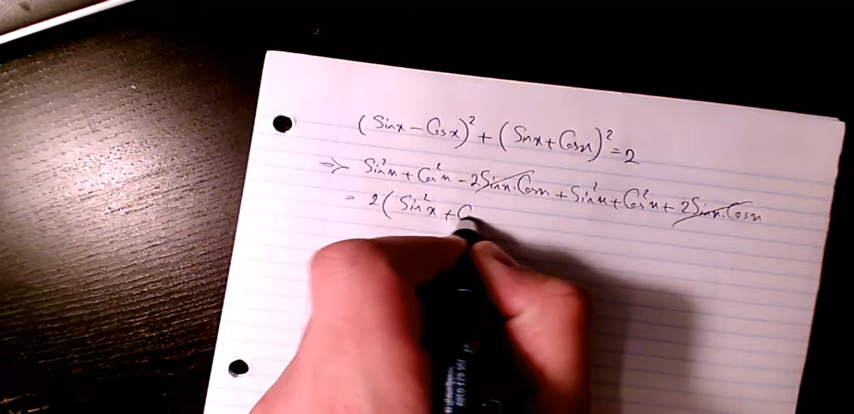 (Sinx - Cosx)² + (Sinx + Cosx)² = 2
⇒ Sin²x + Cos²x - 2Sinx.Cosx + Sin²x + Cos²x + 2Sinx.Cosx
= 2(Sin²x + C